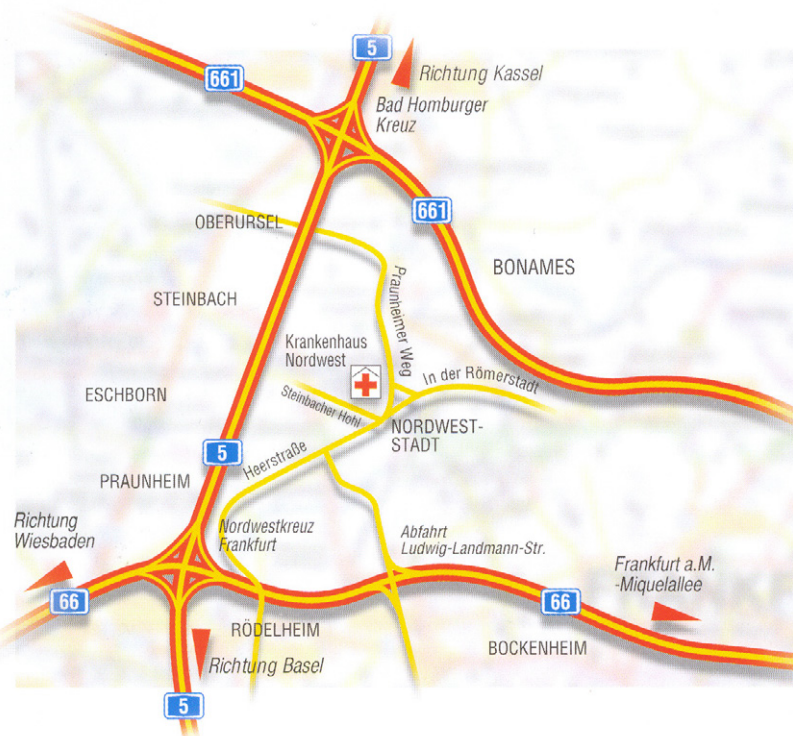 5
Richtung Kassel
661
Bad Homburger
Kreuz
661
OBERURSEL
BONAMES
STEINBACH
Praunheimer Weg
Krankenhaus
Nordwest
In der Römerstadt
ESCHBORN
Steinbacher Hohl
NORDWEST-
STADT
5
Heerstraße
PRAUNHEIM
Richtung
Wiesbaden
Nordwestkreuz
Frankfurt
Abfahrt
Ludwig-Landmann-Str.
Frankfurt a.M.
-Miquelallee
66
66
RÖDELHEIM
BOCKENHEIM
Richtung Basel
5